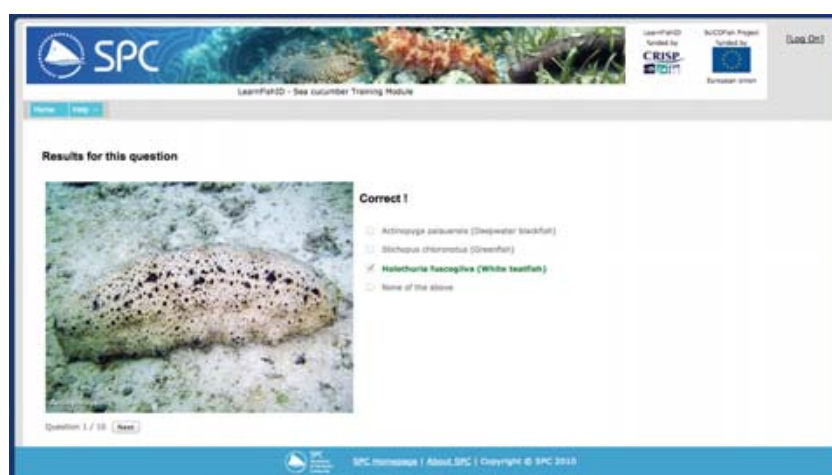 SPC
LearnFishID
funded by
CRISP
SciCOFish Project
funded by
European Union
[Log On]
LearnFishID - Sea cucumber Training Module
Home Help
Results for this question
Correct !
Actinopyga palauensis (Deepwater blackfish)
Stichopus chloronotus (Greenfish)
Holothuria fuscogilva (White teatfish)
None of the above
Question 1 / 10 Next
SPC
SPC Homepage | About SPC | Copyright © SPC 2010